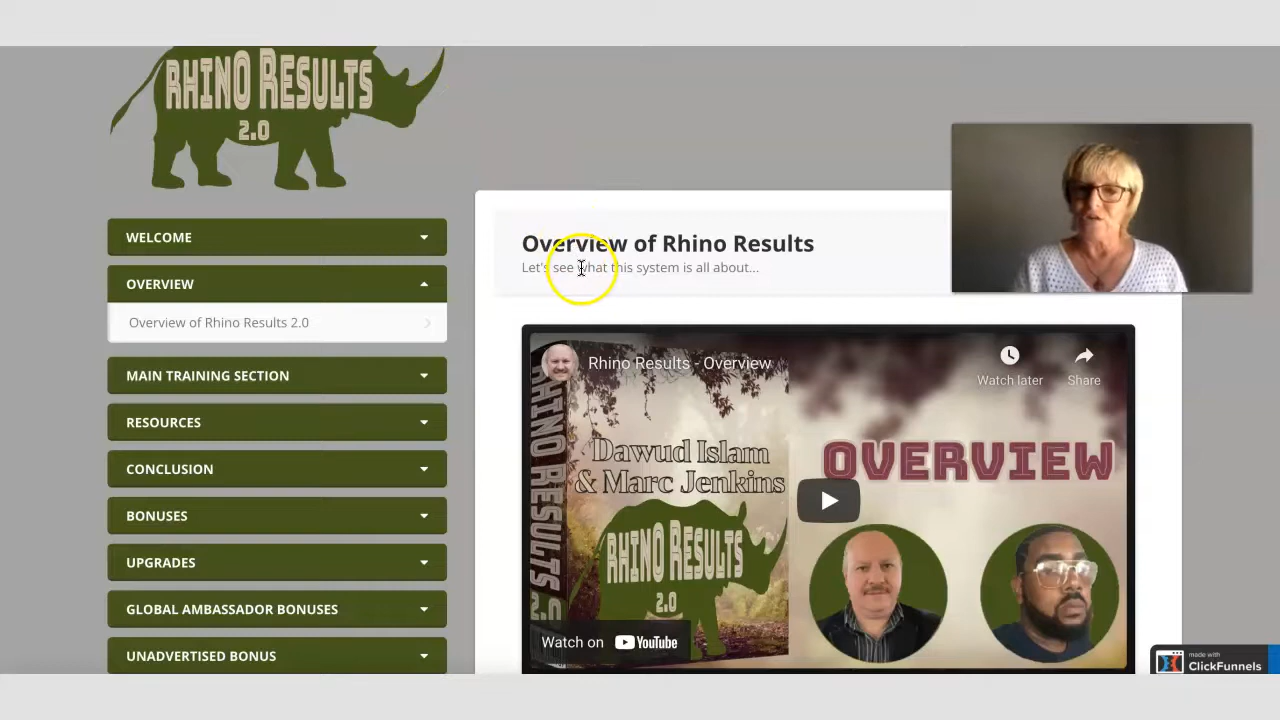 RHINO RESULTS
2.0
WELCOME
OVERVIEW
Overview of Rhino Results 2.0
MAIN TRAINING SECTION
RESOURCES
CONCLUSION
BONUSES
UPGRADES
GLOBAL AMBASSADOR BONUSES
UNADVERTISED BONUS
Overview of Rhino Results
Let's see what this system is all about...
Rhino Results - Overview
Watch later
Share
RHINO RESULTS 2.0
Dawud Islam
& Marc Jenkins
RHINO RESULTS
2.0
OVERVIEW
Watch on YouTube
made with
ClickFunnels